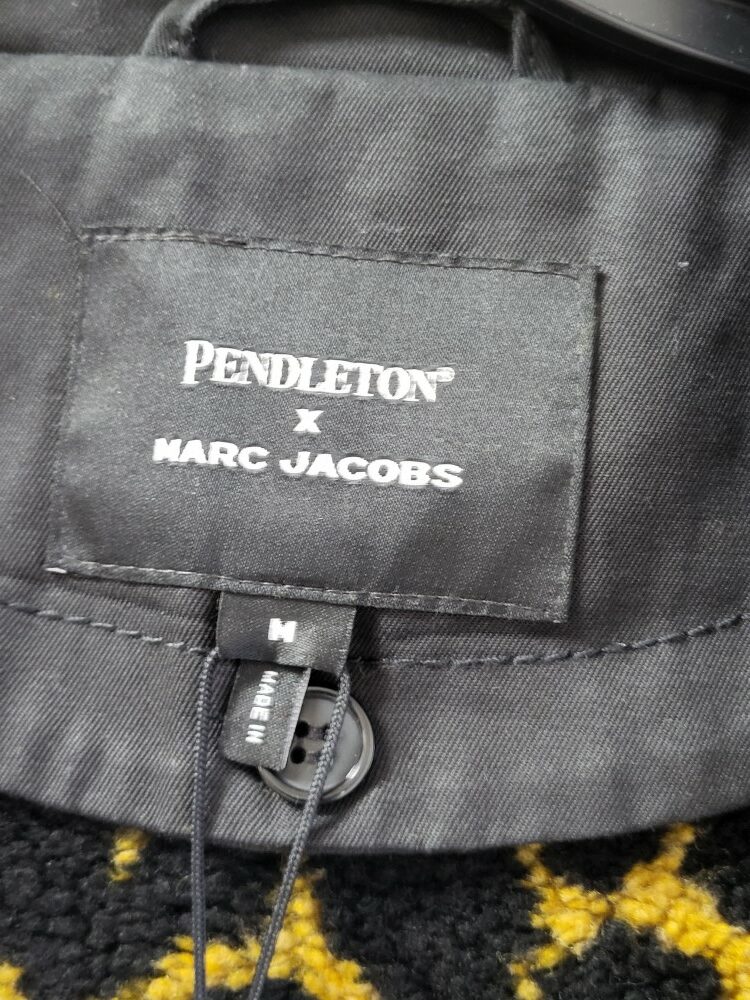 PENDLETON®
X
MARC JACOBS
M
MADE IN